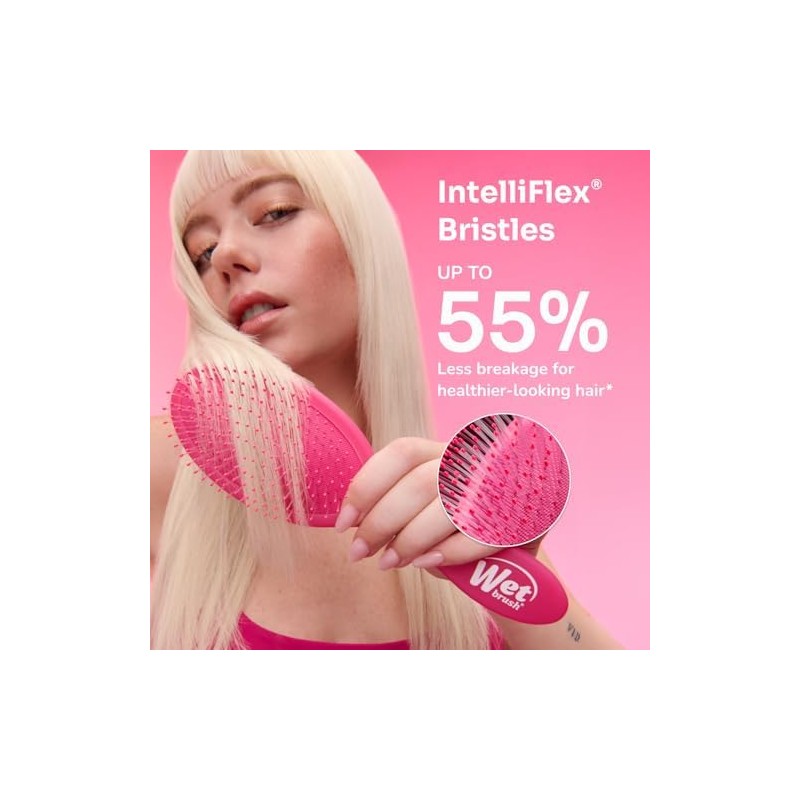 IntelliFlex®
Bristles
UP TO
55%
Less breakage for
healthier-looking hair*
Wet
brush®